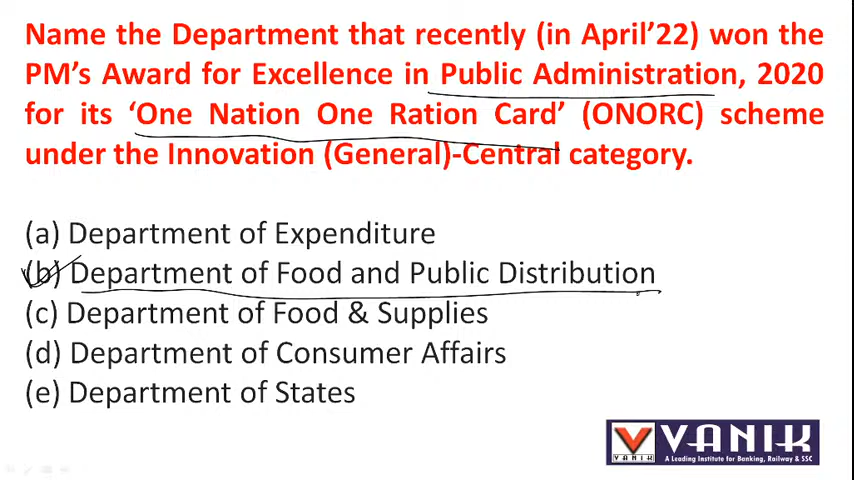 Name the Department that recently (in April’22) won the
PM’s Award for Excellence in Public Administration, 2020
for its ‘One Nation One Ration Card’ (ONORC) scheme
under the Innovation (General)-Central category.
(a) Department of Expenditure
(b) Department of Food and Public Distribution
(c) Department of Food & Supplies
(d) Department of Consumer Affairs
(e) Department of States
VANIK
VANIK
A Leading Institute for Banking, Railway & SSC